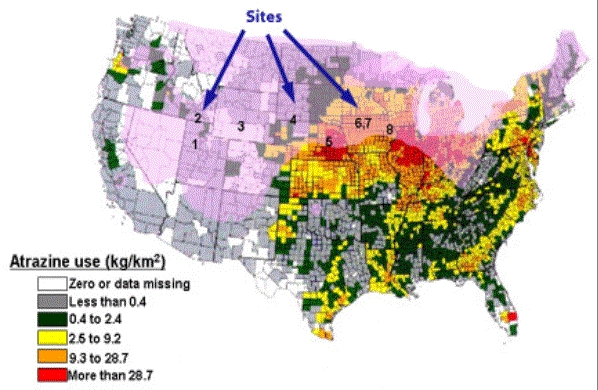 Sites
2
1
3
4
6,7
5
8
Atrazine use (kg/km²)
Zero or data missing
Less than 0.4
0.4 to 2.4
2.5 to 9.2
9.3 to 28.7
More than 28.7